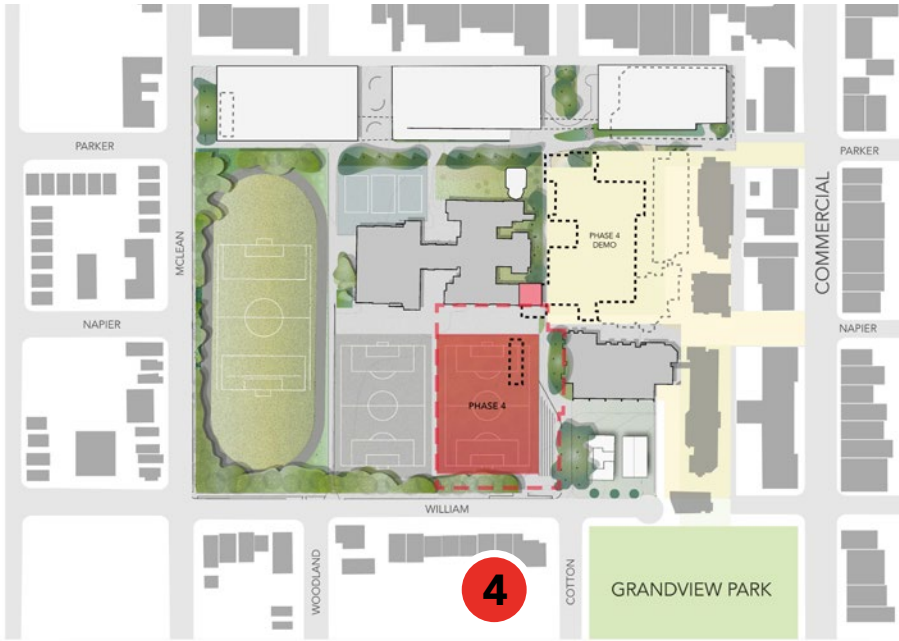 PARKER
PARKER
COMMERCIAL
MCLEAN
PHASE 4
DEMO
NAPIER
NAPIER
PHASE 4
WILLIAM
WOODLAND
4
COTTON
GRANDVIEW PARK